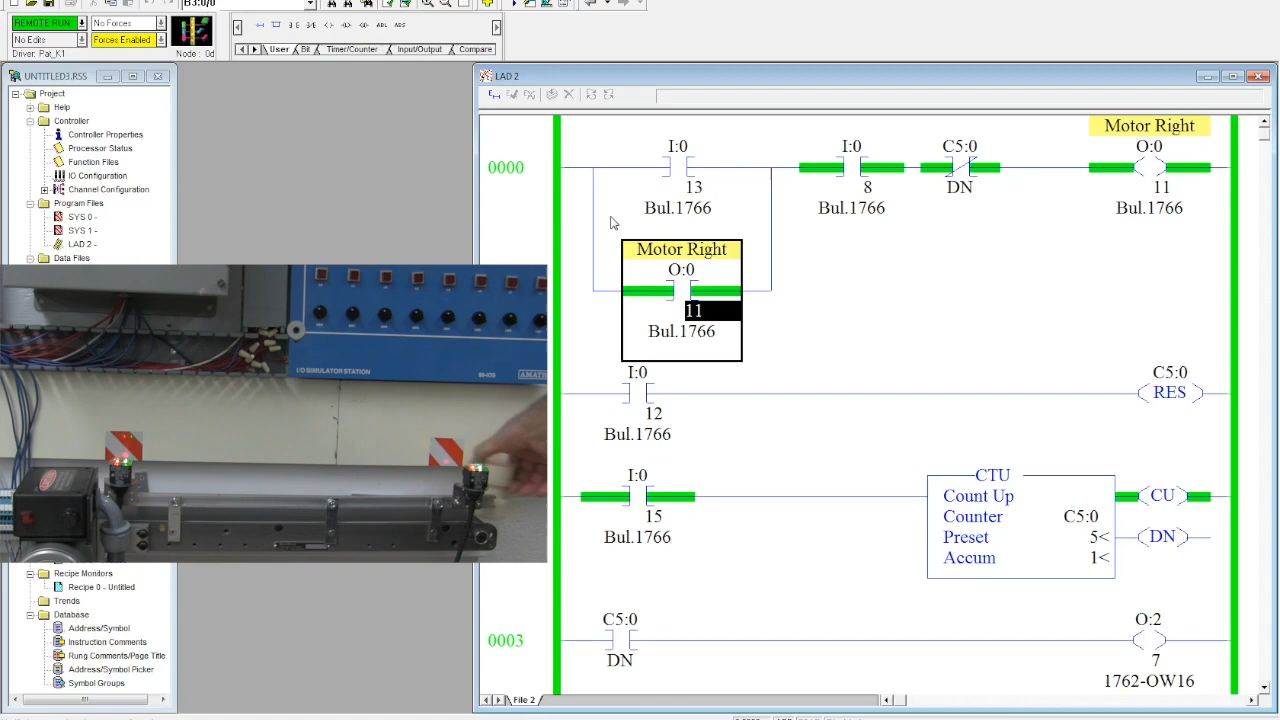 B3:0/0
REMOTE RUN
No Forces
No Edits
Forces Enabled
Driver: Pat_K1
Node : 0d
User
Bit
Timer/Counter
Input/Output
Compare
UNTITLED3.RSS
Project
Help
Controller
Controller Properties
Processor Status
Function Files
IO Configuration
Channel Configuration
Program Files
SYS 0 -
SYS 1 -
LAD 2 -
Data Files
I/O SIMULATOR STATION
Recipe Monitors
Recipe 0 - Untitled
Trends
Database
Address/Symbol
Instruction Comments
Rung Comments/Page Title
Address/Symbol Picker
Symbol Groups
LAD 2
Motor Right
0000
I:0
13
Bul.1766
I:0
8
Bul.1766
C5:0
DN
O:0
11
Bul.1766
Motor Right
O:0
11
Bul.1766
I:0
12
Bul.1766
C5:0
RES
I:0
15
Bul.1766
CTU
Count Up
Counter C5:0
Preset 5<
Accum 1<
CU
DN
0003
C5:0
DN
O:2
7
1762-OW16
File 2